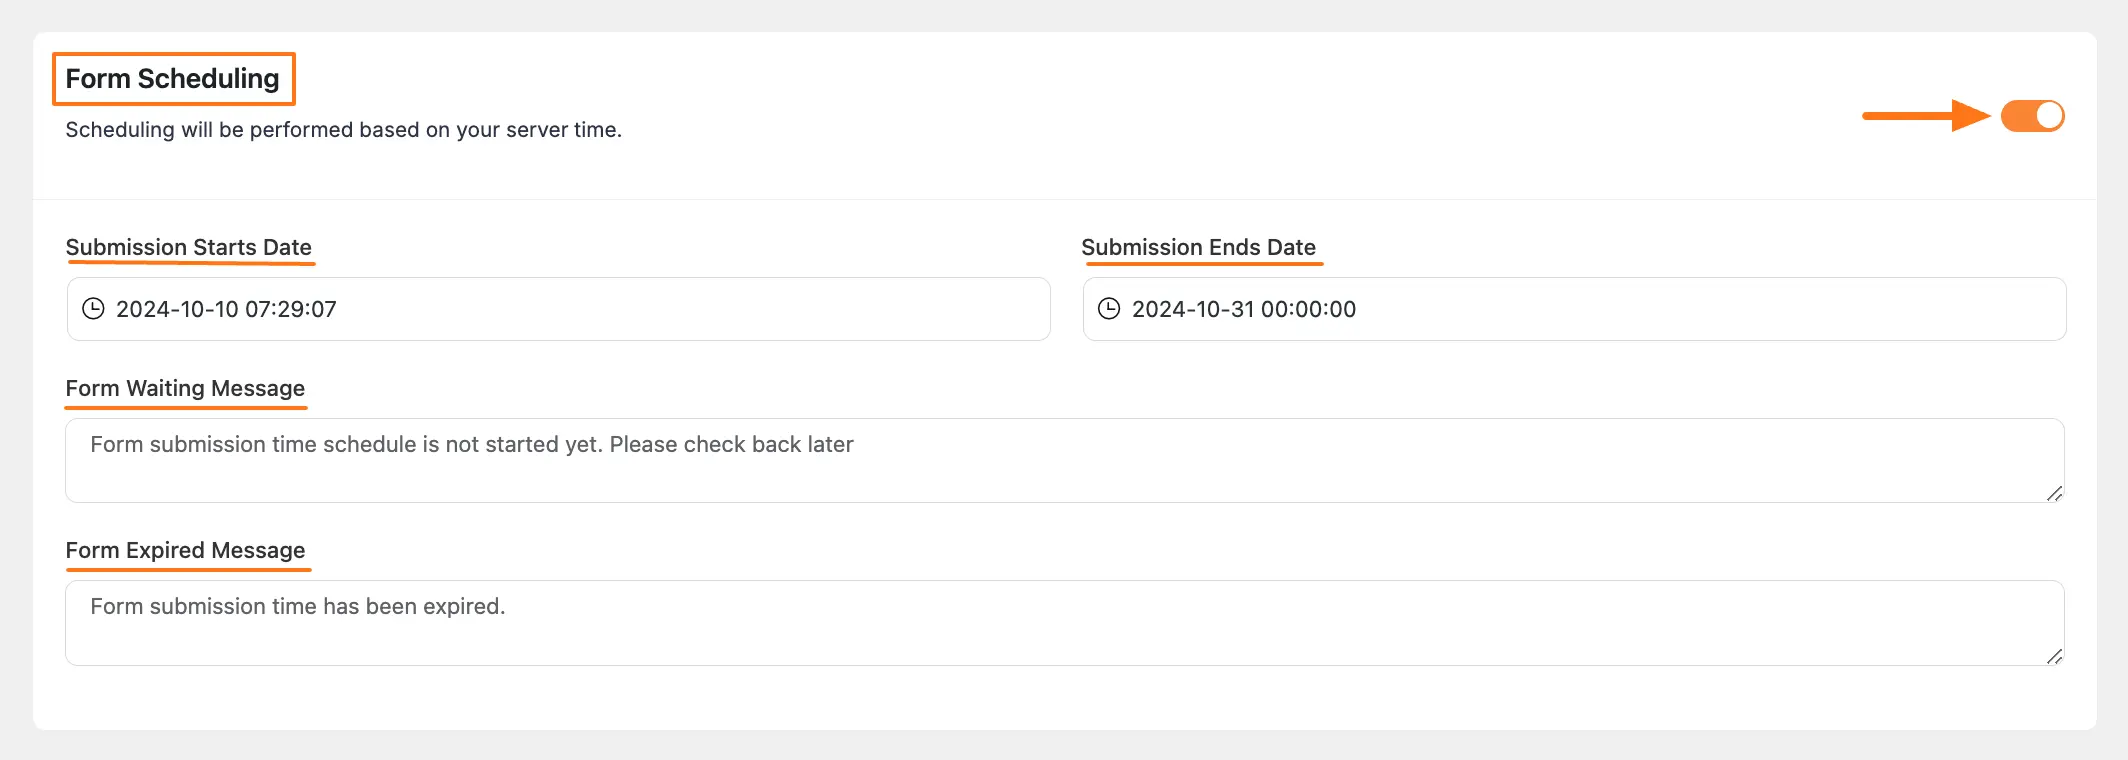 Form Scheduling
Scheduling will be performed based on your server time.
Submission Starts Date
Submission Ends Date
2024-10-10 07:29:07
2024-10-31 00:00:00
Form Waiting Message
Form submission time schedule is not started yet. Please check back later
Form Expired Message
Form submission time has been expired.